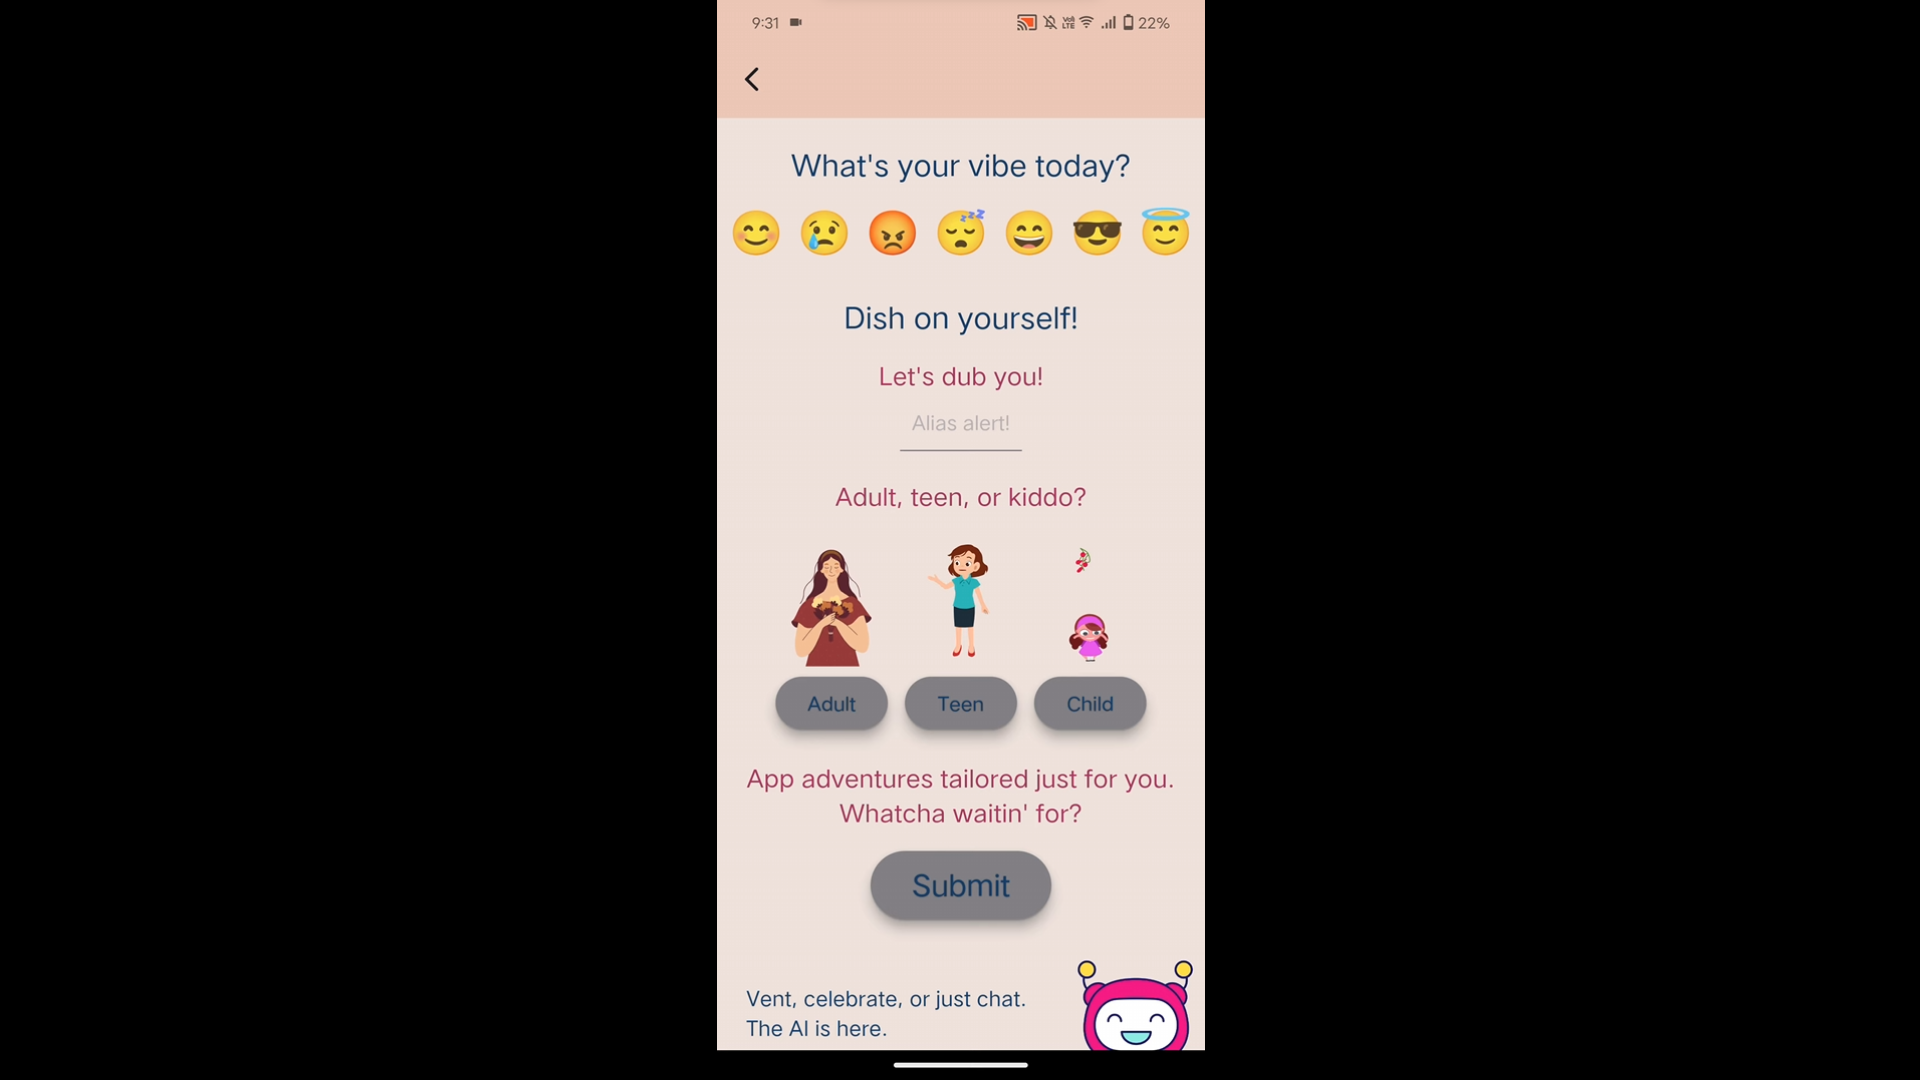 9:31
22%
What's your vibe today?
Dish on yourself!
Let's dub you!
Alias alert!
Adult, teen, or kiddo?
Adult
Teen
Child
App adventures tailored just for you.
Whatcha waitin' for?
Submit
Vent, celebrate, or just chat.
The AI is here.